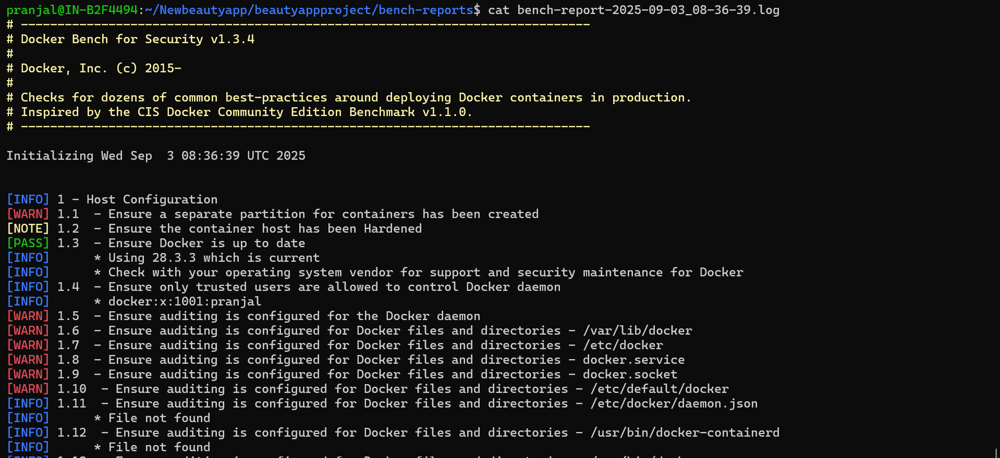 pranjal@IN-B2F4494:~/Newbeautyapp/beautyappproject/bench-reports$ cat bench-report-2025-09-03_08-36-39.log
# ------------------------------------------------------------------------------
# Docker Bench for Security v1.3.4
#
# Docker, Inc. (c) 2015-
#
# Checks for dozens of common best-practices around deploying Docker containers in production.
# Inspired by the CIS Docker Community Edition Benchmark v1.1.0.
# ------------------------------------------------------------------------------
Initializing Wed Sep  3 08:36:39 UTC 2025
[INFO] 1 - Host Configuration
[WARN] 1.1  - Ensure a separate partition for containers has been created
[NOTE] 1.2  - Ensure the container host has been Hardened
[PASS] 1.3  - Ensure Docker is up to date
[INFO]      * Using 28.3.3 which is current
[INFO]      * Check with your operating system vendor for support and security maintenance for Docker
[INFO] 1.4  - Ensure only trusted users are allowed to control Docker daemon
[INFO]      * docker:x:1001:pranjal
[WARN] 1.5  - Ensure auditing is configured for the Docker daemon
[WARN] 1.6  - Ensure auditing is configured for Docker files and directories - /var/lib/docker
[WARN] 1.7  - Ensure auditing is configured for Docker files and directories - /etc/docker
[WARN] 1.8  - Ensure auditing is configured for Docker files and directories - docker.service
[WARN] 1.9  - Ensure auditing is configured for Docker files and directories - docker.socket
[WARN] 1.10  - Ensure auditing is configured for Docker files and directories - /etc/default/docker
[INFO] 1.11  - Ensure auditing is configured for Docker files and directories - /etc/docker/daemon.json
[INFO]      * File not found
[INFO] 1.12  - Ensure auditing is configured for Docker files and directories - /usr/bin/docker-containerd
[INFO]      * File not found